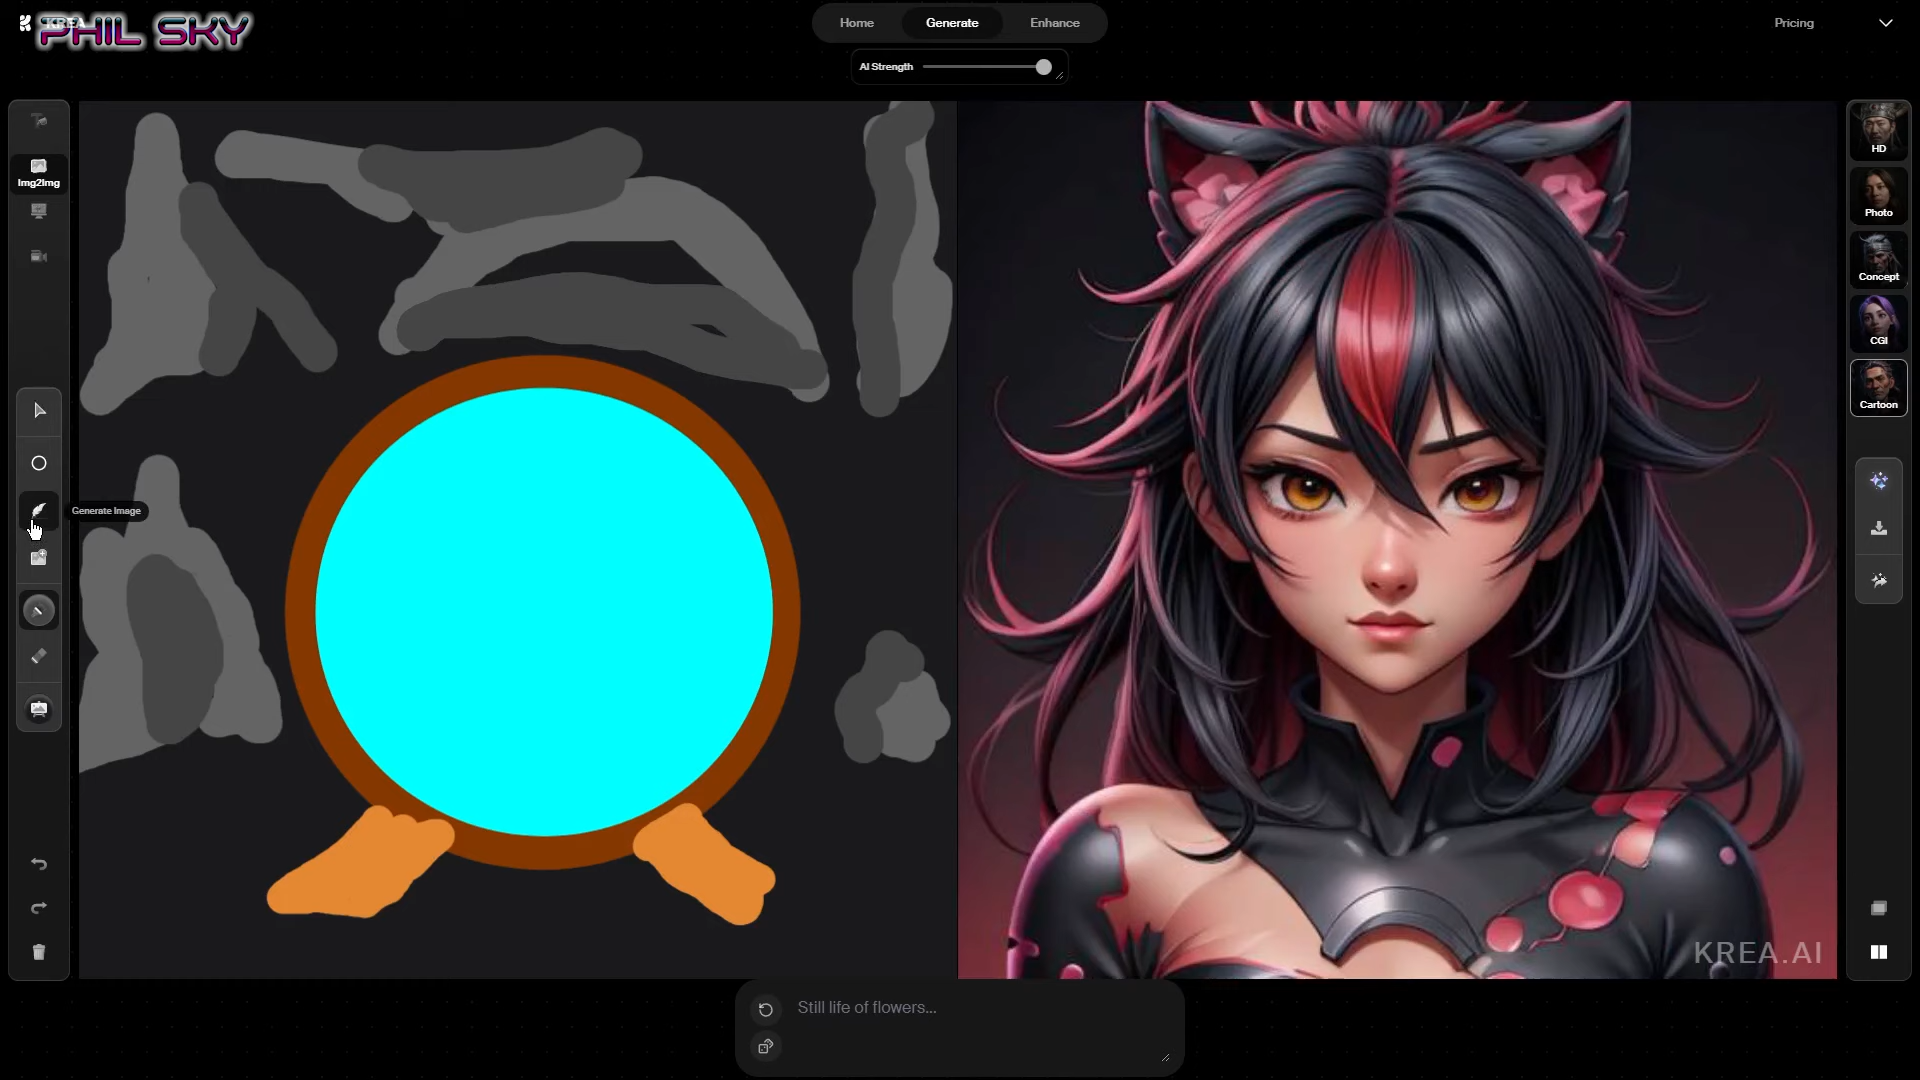 KREA
PHIL SKY
Home
Generate
Enhance
Pricing
AI Strength
Img2Img
Generate Image
HD
Photo
Concept
CGI
Cartoon
KREA.AI
Still life of flowers...